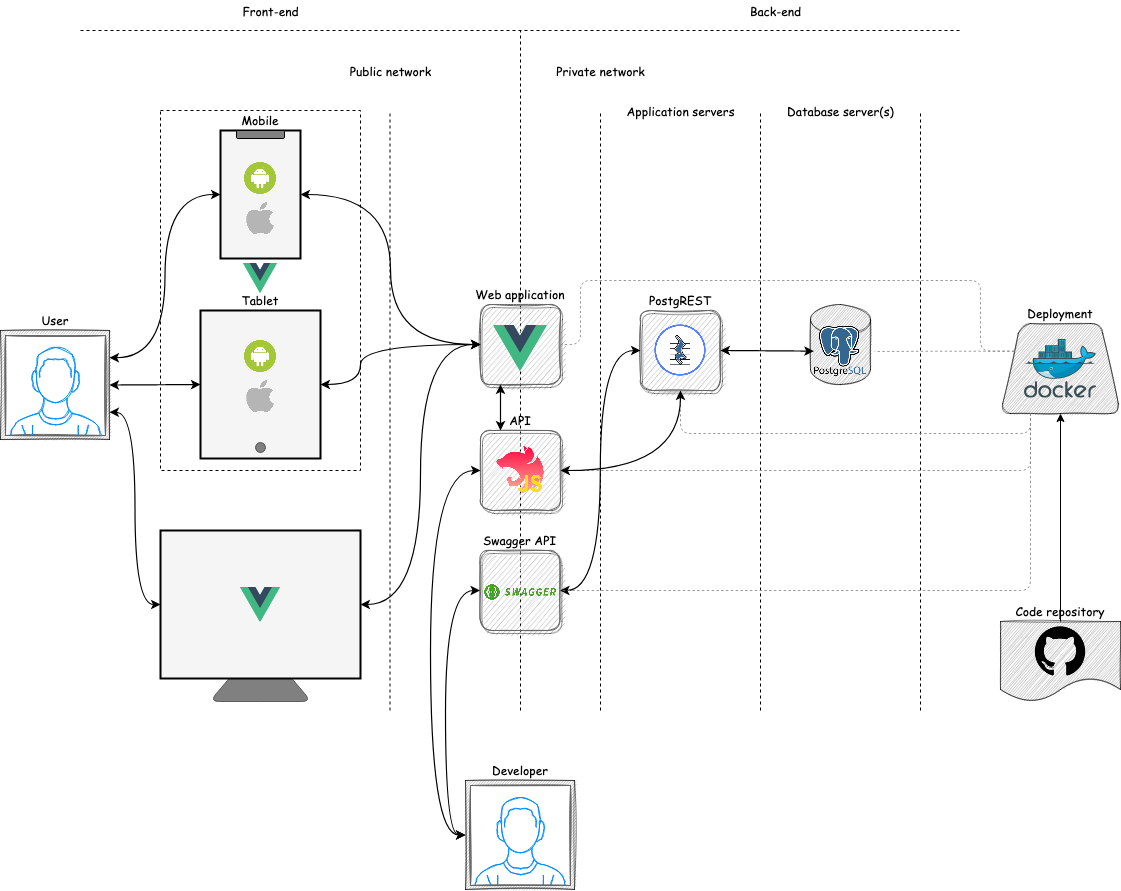 Front-end
Back-end
Public network
Private network
Application servers
Database server(s)
Mobile
Tablet
User
Web application
PostgREST
PostgreSQL
Deployment
docker
API
JS
Swagger API
SWAGGER
Code repository
Developer